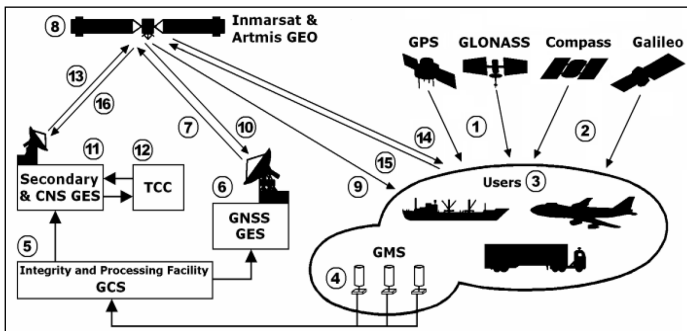 8
Inmarsat &
Artmis GEO
GPS GLONASS Compass Galileo
13
16
7
10
14
15
9
1
2
11
12
Secondary
& CNS GES
TCC
6
GNSS
GES
Users 3
5
Integrity and Processing Facility
GCS
GMS
4